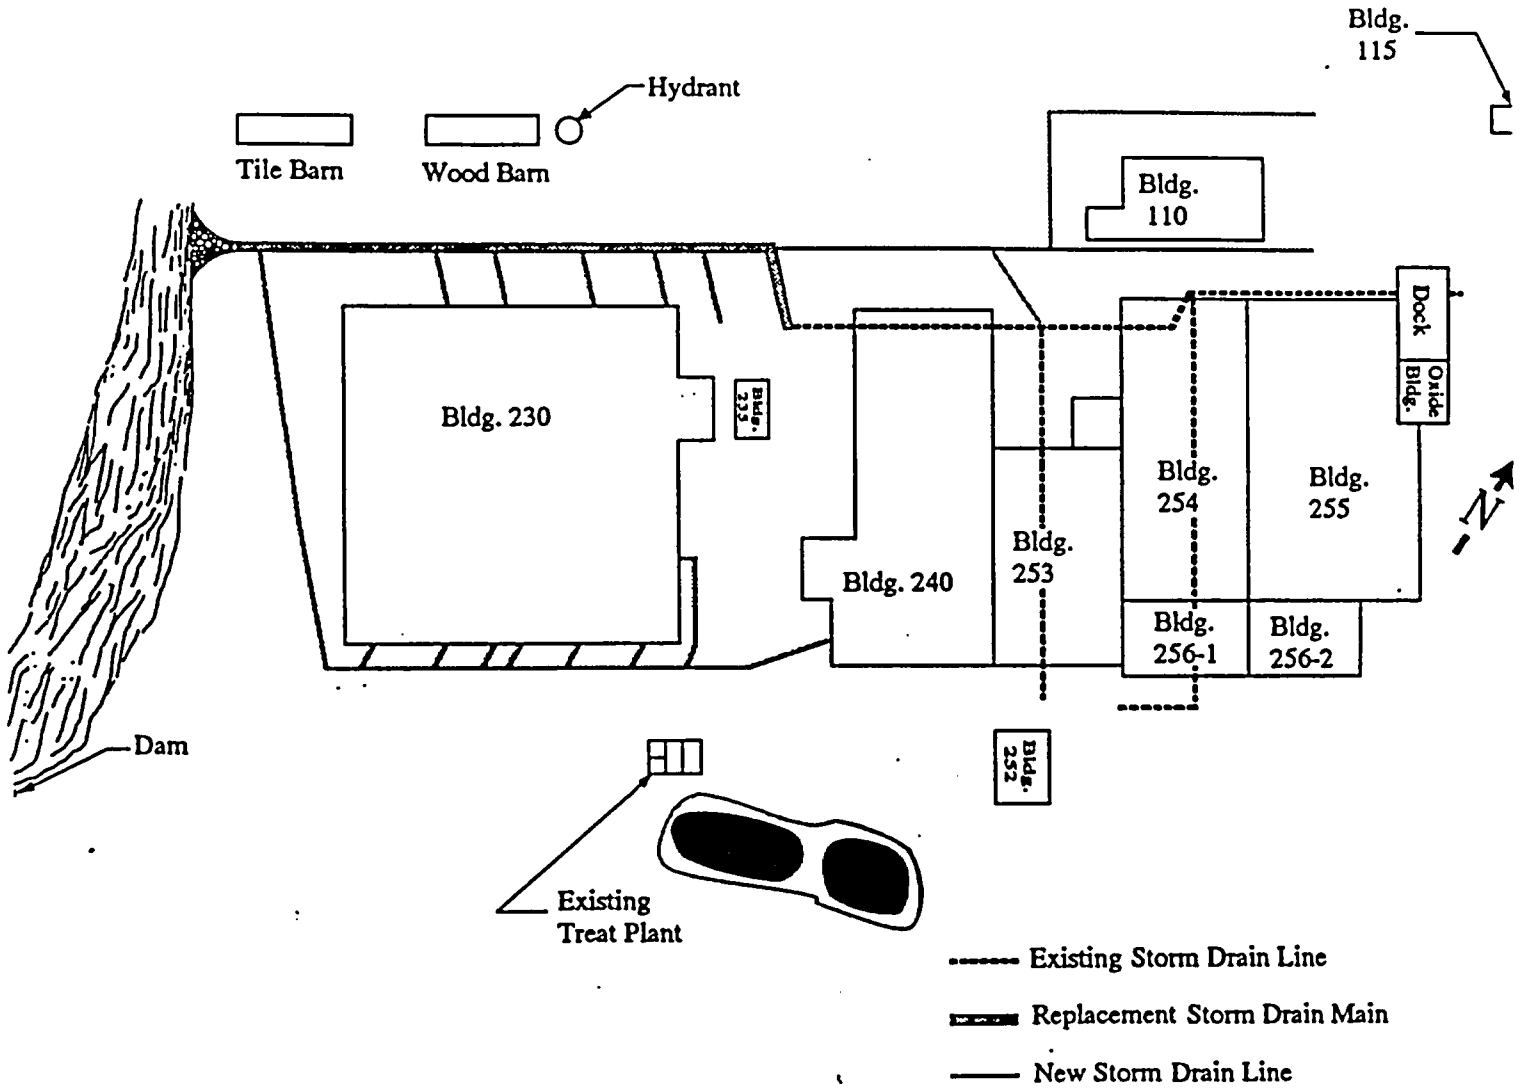 Bldg.
115
Hydrant
Tile Barn
Wood Barn
Bldg.
110
Dock
Oxide
Bldg.
Bldg. 230
Bldg.
235
Bldg.
254
Bldg.
255
N
Bldg.
253
Bldg. 240
Bldg.
256-1
Bldg.
256-2
Dam
Bldg.
252
Existing
Treat Plant
Existing Storm Drain Line
Replacement Storm Drain Main
New Storm Drain Line